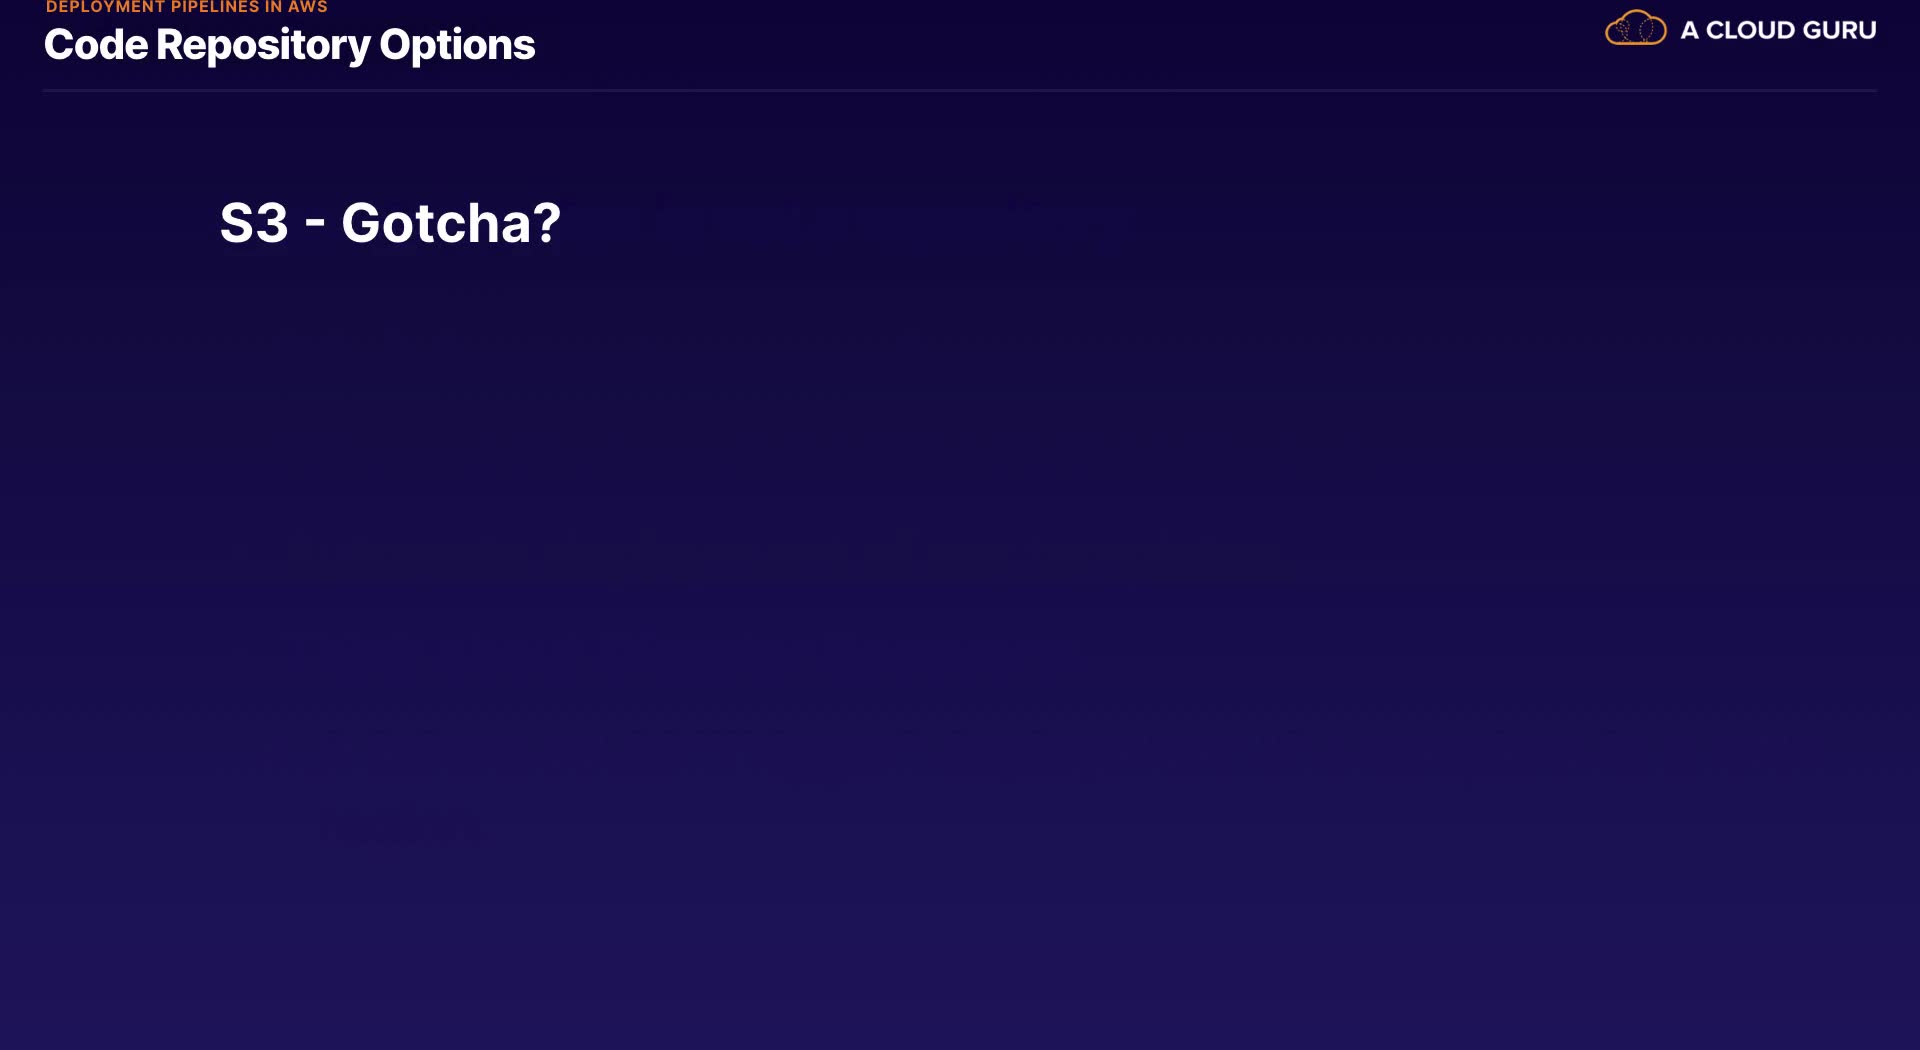 DEPLOYMENT PIPELINES IN AWS
Code Repository Options
A CLOUD GURU
S3 - Gotcha?